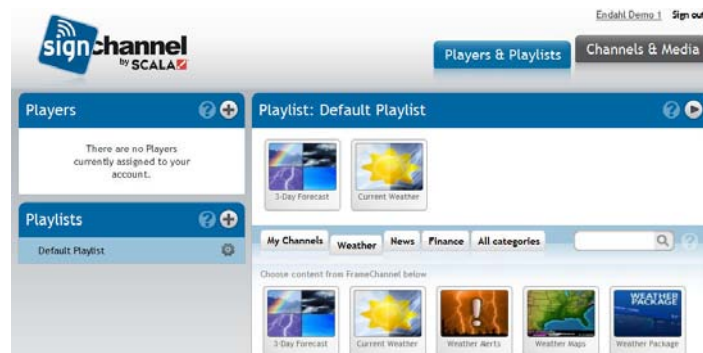 Endahl Demo 1 Sign out
signchannel
by SCALA
Players & Playlists
Channels & Media
Players
There are no Players
currently assigned to your
account.
Playlists
Default Playlist
Playlist: Default Playlist
3-Day Forecast
Current Weather
My Channels
Weather
News
Finance
All categories
Choose content from FrameChannel below
WEATHER
PACKAGE
3-Day Forecast
Current Weather
Weather Alerts
Weather Maps
Weather Package